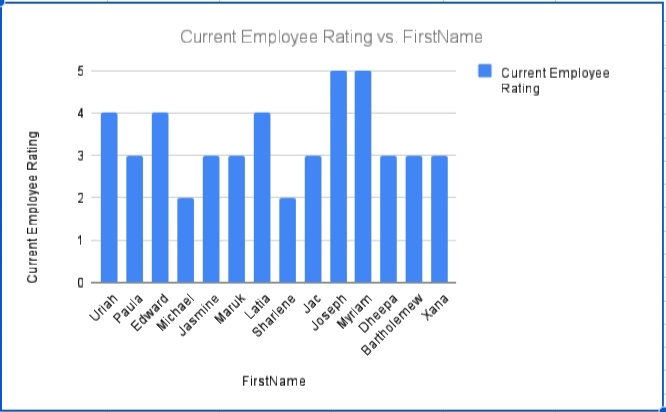 Current Employee Rating vs. FirstName
5
4
3
2
1
0
Current Employee Rating
Uriah
Paula
Edward
Michael
Jasmine
Maruk
Latia
Sharlene
Jac
Joseph
Myriam
Dheepa
Bartholemew
Xana
FirstName
Current Employee
Rating